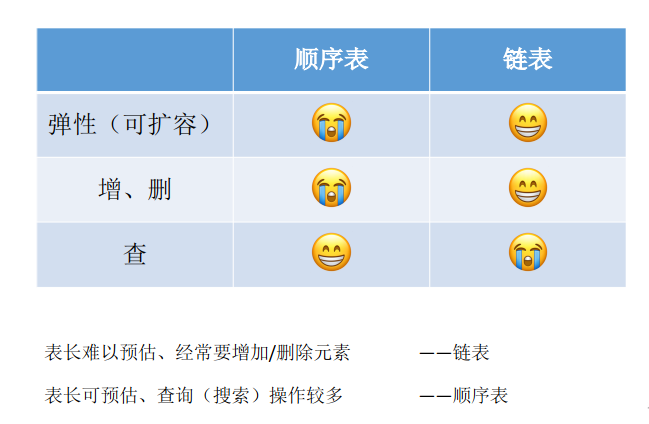 顺序表 链表
弹性（可扩容） 😭 😁
增、删 😭 😁
查 😁 😭
表长难以预估、经常要增加/删除元素 ——链表
表长可预估、查询（搜索）操作较多 ——顺序表